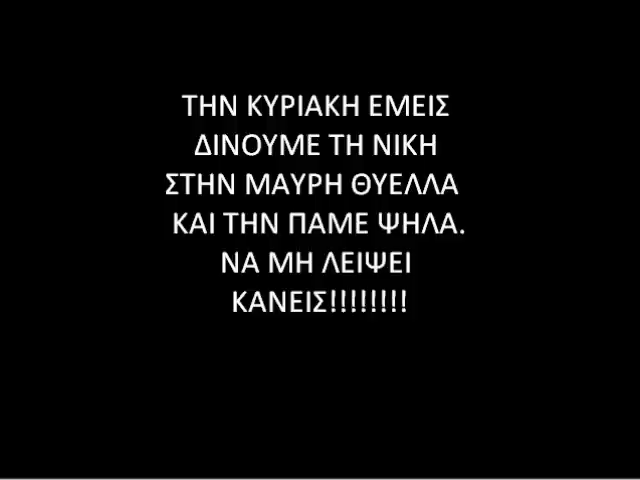 ΤΗΝ ΚΥΡΙΑΚΗ ΕΜΕΙΣ
ΔΙΝΟΥΜΕ ΤΗ ΝΙΚΗ
ΣΤΗΝ ΜΑΥΡΗ ΘΥΕΛΛΑ
ΚΑΙ ΤΗΝ ΠΑΜΕ ΨΗΛΑ.
ΝΑ ΜΗ ΛΕΙΨΕΙ
ΚΑΝΕΙΣ!!!!!!!!